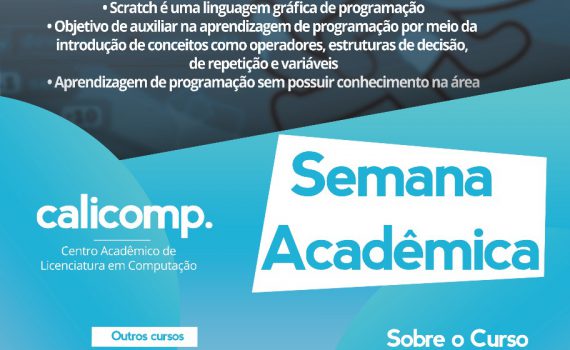 • Scratch é uma linguagem gráfica de programação
• Objetivo de auxiliar na aprendizagem de programação por meio da
introdução de conceitos como operadores, estruturas de decisão,
de repetição e variáveis
• Aprendizagem de programação sem possuir conhecimento na área
Semana
Acadêmica
calicomp.
Centro Acadêmico de
Licenciatura em Computação
Outros cursos
Sobre o Curso